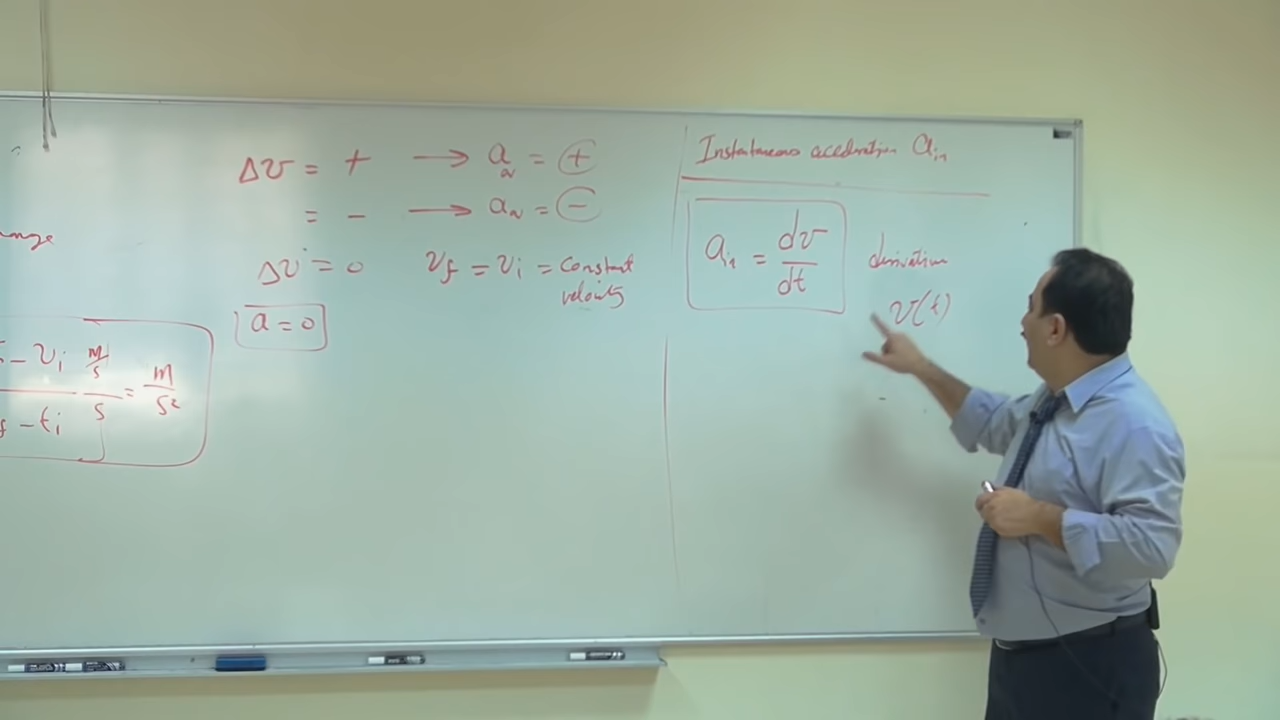 Δv = + → a_av = +
= - → a_av = -
Δv = 0 v_f = v_i = constant velocity
a = 0
- v_i m/s
- t_i s = m/s²
Instantaneous acceleration a_in
a_in = dv/dt derivative
v(t)